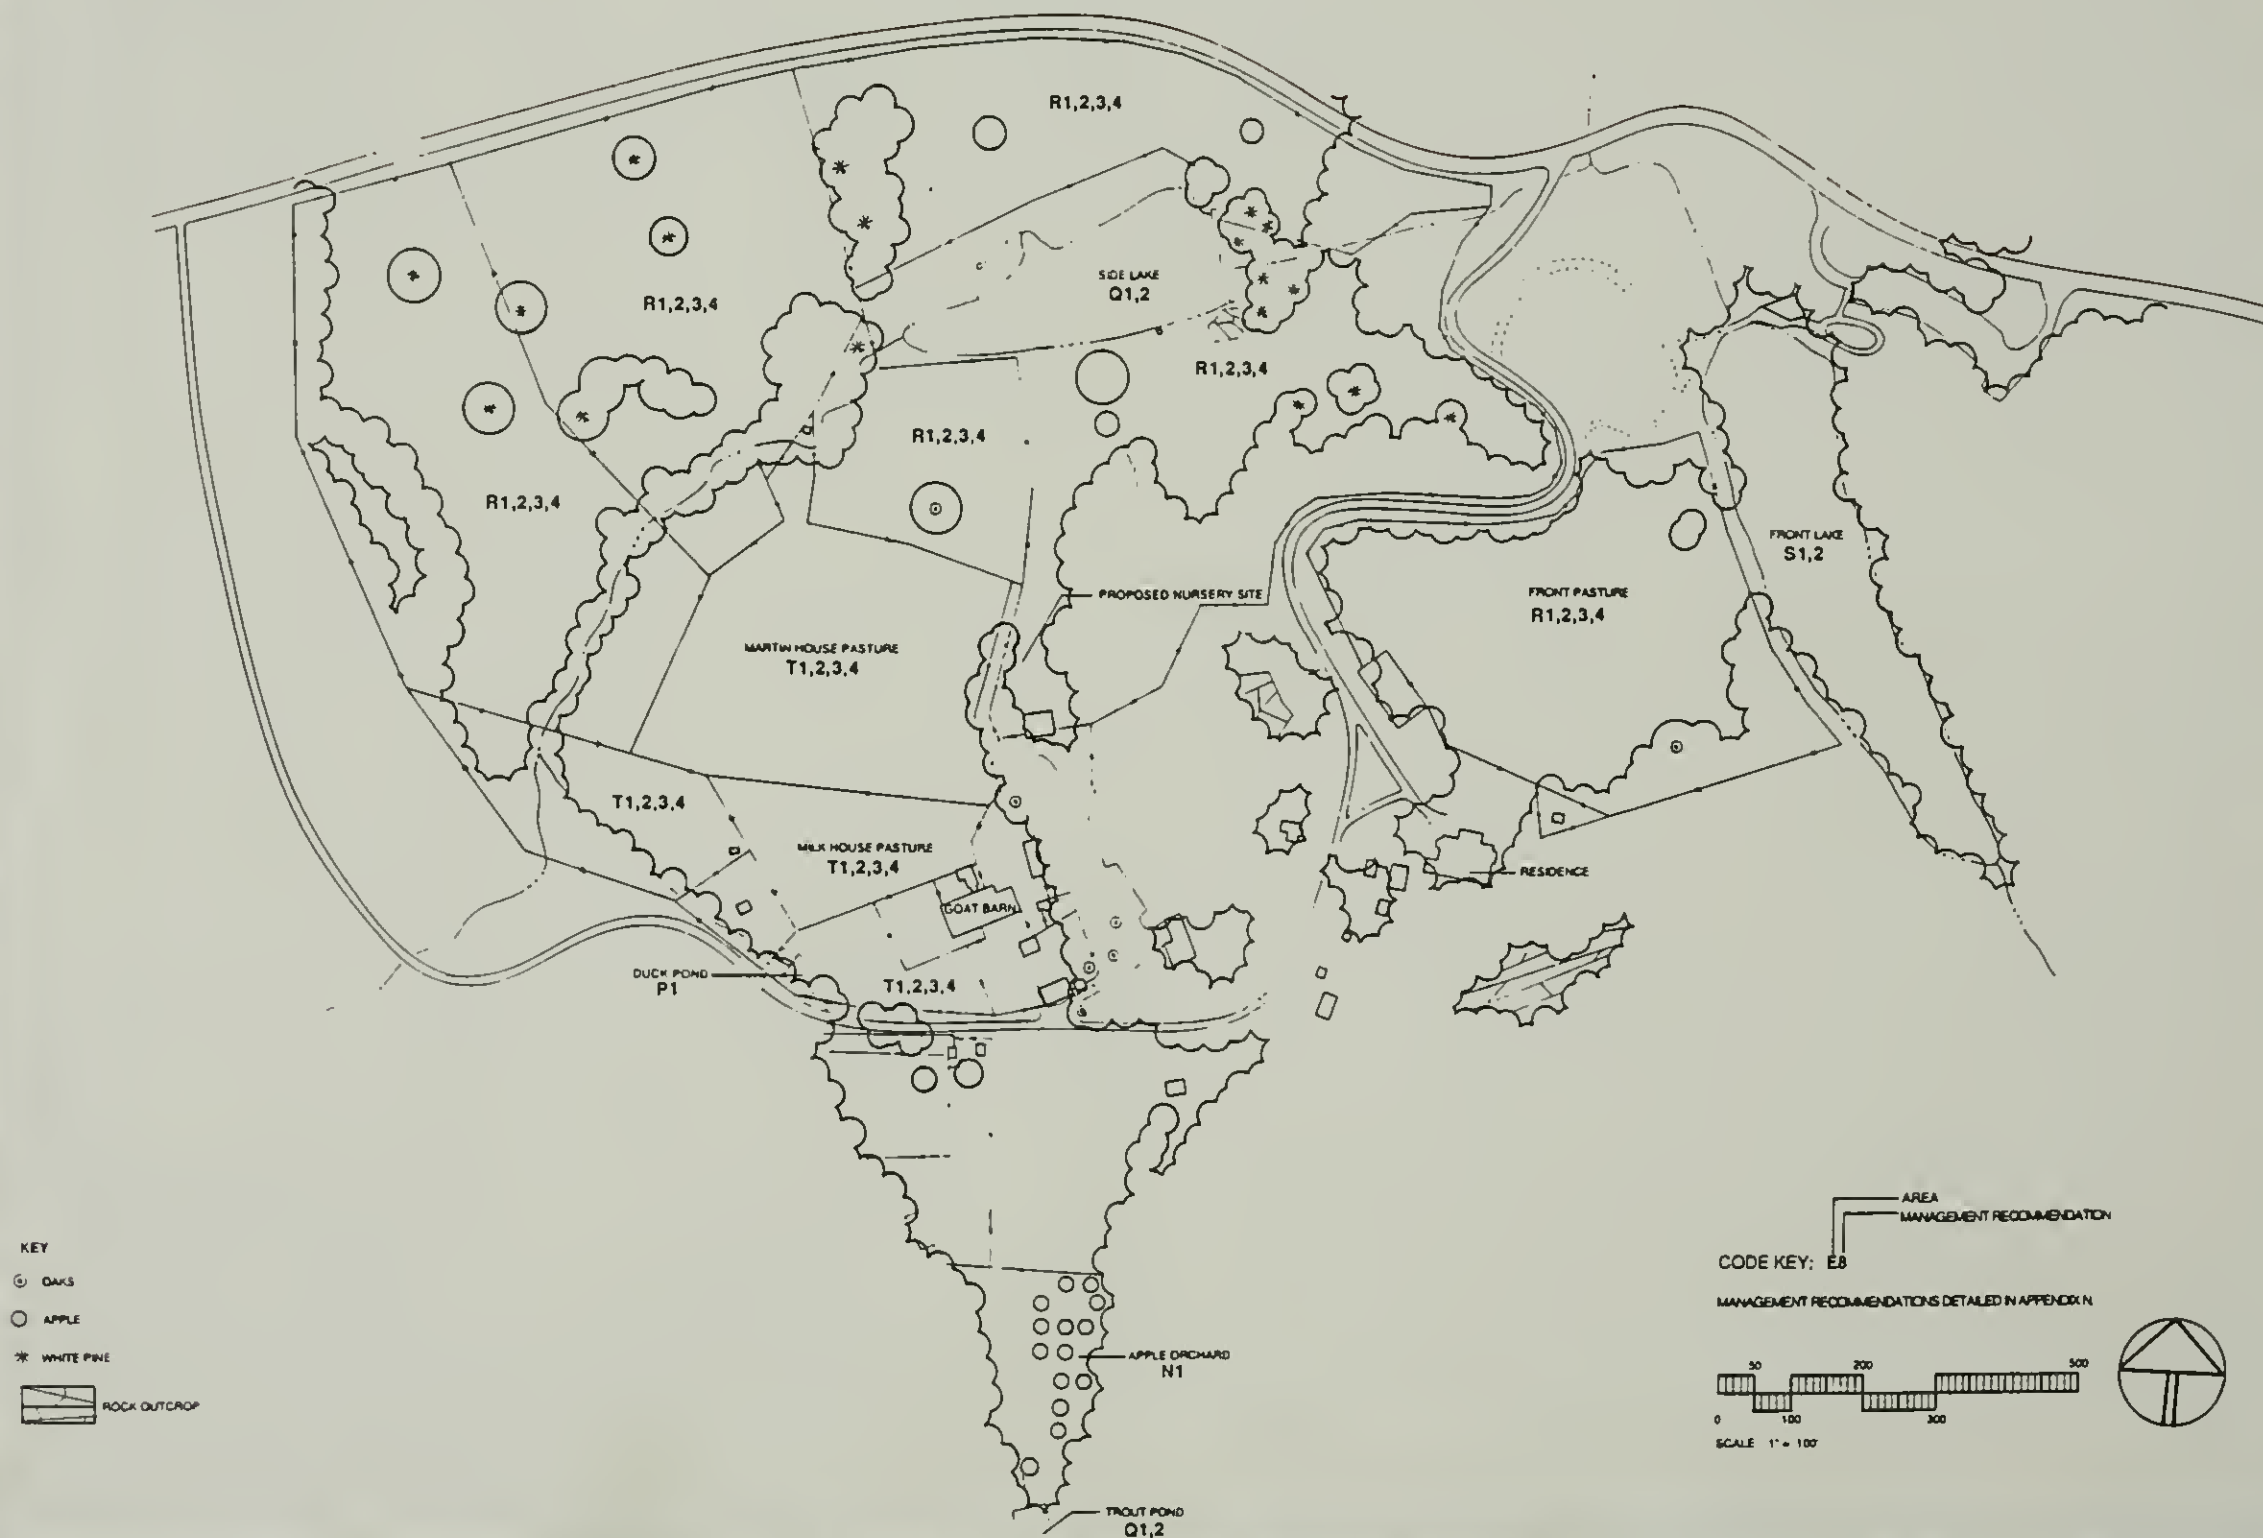 R1,2,3,4
SIDE LAKE
Q1,2
R1,2,3,4
R1,2,3,4
R1,2,3,4
R1,2,3,4
FRONT LAKE
S1,2
PROPOSED NURSERY SITE
FRONT PASTURE
R1,2,3,4
MARTIN HOUSE PASTURE
T1,2,3,4
T1,2,3,4
MILK HOUSE PASTURE
T1,2,3,4
RESIDENCE
GOAT BARN
DUCK POND
P1
T1,2,3,4
APPLE ORCHARD
N1
TROUT POND
Q1,2
KEY
OAKS
APPLE
WHITE PINE
ROCK OUTCROP
AREA
MANAGEMENT RECOMMENDATION
CODE KEY: E8
MANAGEMENT RECOMMENDATIONS DETAILED IN APPENDIX N.
50 200 500
0 100 300
SCALE 1" = 100'